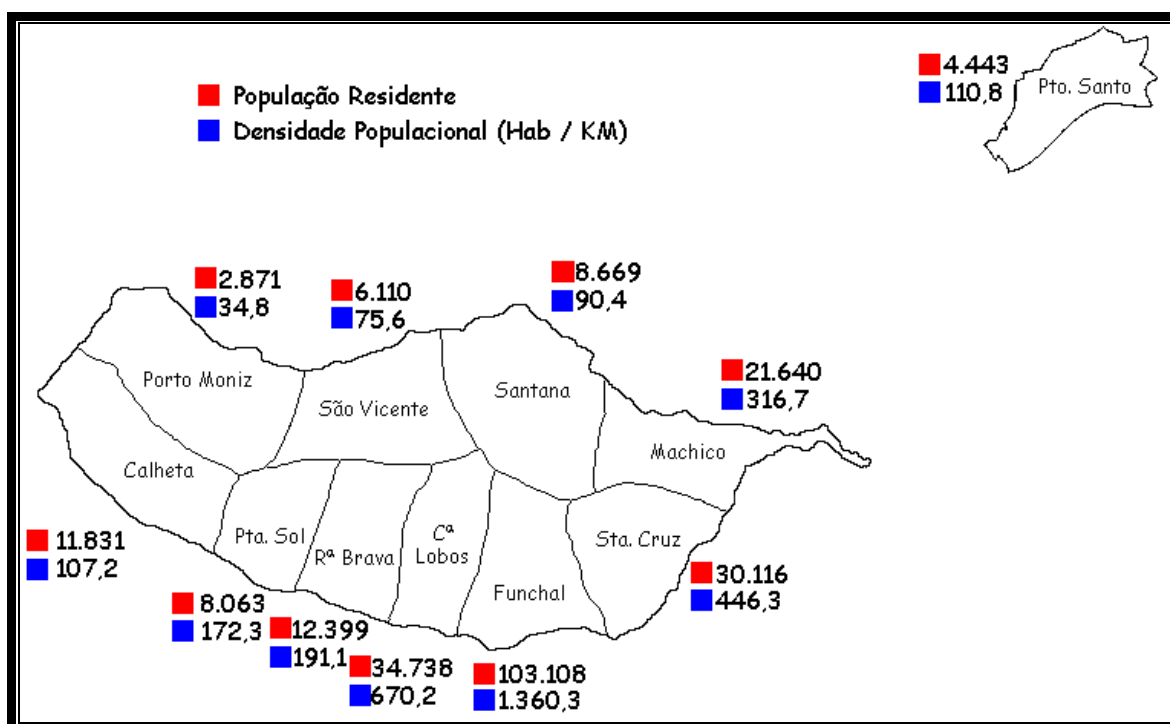 População Residente
Densidade Populacional (Hab / KM)
4.443
110,8
Pto. Santo
2.871
34,8
6.110
75,6
8.669
90,4
21.640
316,7
Porto Moniz
São Vicente
Santana
Machico
Calheta
Pta. Sol
Rª Brava
Cª
Lobos
Funchal
Sta. Cruz
11.831
107,2
8.063
172,3
12.399
191,1
34.738
670,2
103.108
1.360,3
30.116
446,3